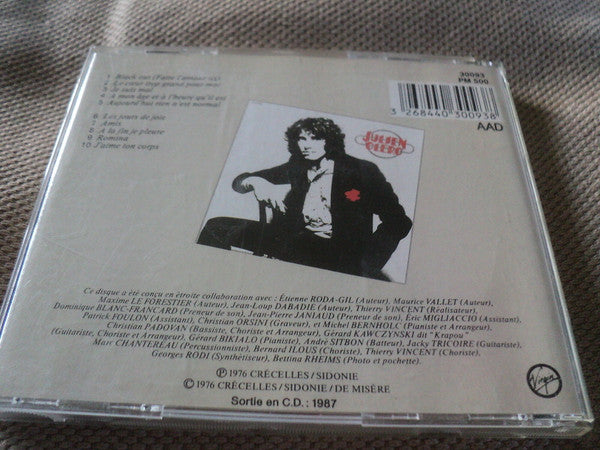 1 Black out (Faite l'amour ici)
2 Le cœur trop grand pour moi
3 Je suis mal
4 A mon âge et à l'heure qu'il est
5 Aujourd'hui rien n'est normal
6 Les jours de joie
7 Amis
8 A la fin je pleure
9 Romina
10 J'aime ton corps
30093
PM 500
3 268440 300938
AAD
JULIEN
CLERC
Ce disque a été conçu en étroite collaboration avec : Étienne RODA-GIL (Auteur), Maurice VALLET (Auteur),
Maxime LE FORESTIER (Auteur), Jean-Loup DABADIE (Auteur), Thierry VINCENT (Réalisateur),
Dominique BLANC-FRANCARD (Preneur de son), Jean-Pierre JANIAUD (Preneur de son), Éric MIGLIACCIO (Assistant),
Patrick FOULON (Assistant), Christian ORSINI (Graveur), et Michel BERNHOLC (Pianiste et Arrangeur),
Christian PADOVAN (Bassiste, Choriste et Arrangeur), Gérard KAWCZYNSKI dit "Krapou"
(Guitariste, Choriste et Arrangeur), Gérard BIKIALO (Pianiste), André SITBON (Batteur), Jacky TRICOIRE (Guitariste),
Marc CHANTEREAU (Percussionniste), Bernard ILOUS (Choriste), Thierry VINCENT (Choriste),
Georges RODI (Synthétiseur), Bettina RHEIMS (Photo et pochette).
Ⓟ 1976 CRÉCELLES / SIDONIE
© 1976 CRÉCELLES / SIDONIE / DE MISÈRE
Sortie en C.D. : 1987
Virgin